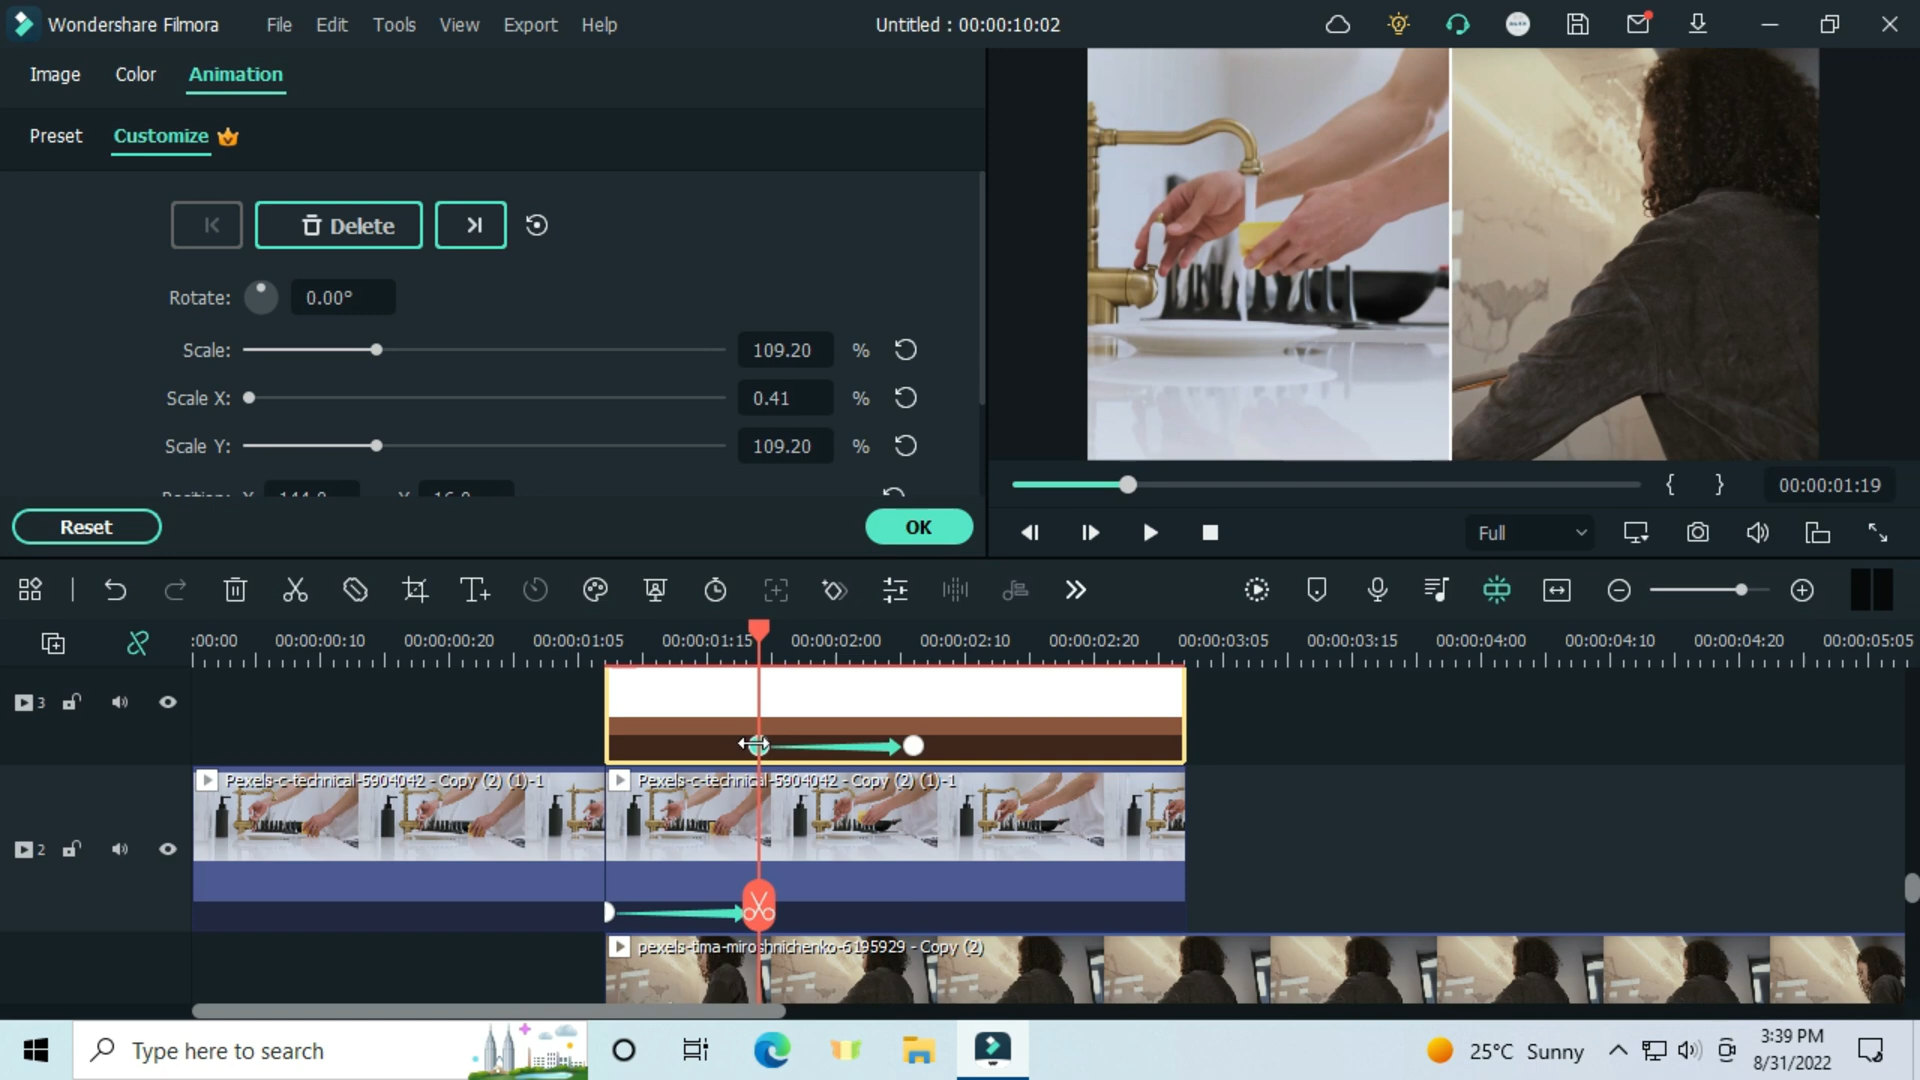 Wondershare Filmora File Edit Tools View Export Help Untitled : 00:00:10:02
Image Color Animation
Preset Customize
Delete
Rotate: 0.00°
Scale: 109.20 %
Scale X: 0.41 %
Scale Y: 109.20 %
Reset OK
{ } 00:00:01:19
Full
:00:00 00:00:00:10 00:00:00:20 00:00:01:05 00:00:01:15 00:00:02:00 00:00:02:10 00:00:02:20 00:00:03:05 00:00:03:15 00:00:04:00 00:00:04:10 00:00:04:20 00:00:05:05
3
Pexels-c-technical-5904042 - Copy (2) (1)-1 Pexels-c-technical-5904042 - Copy (2) (1)-1
2
pexels-tima-miroshnichenko-6195929 - Copy (2)
Type here to search 25°C Sunny 3:39 PM
8/31/2022